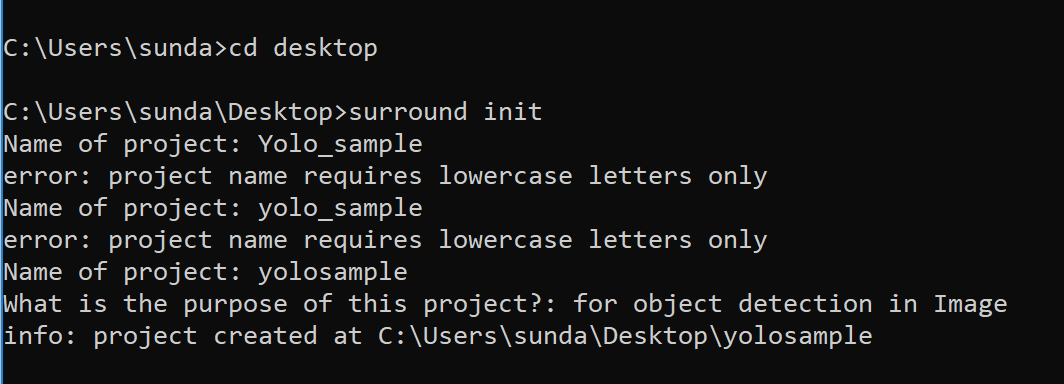 C:\Users\sunda>cd desktop
C:\Users\sunda\Desktop>surround init
Name of project: Yolo_sample
error: project name requires lowercase letters only
Name of project: yolo_sample
error: project name requires lowercase letters only
Name of project: yolosample
What is the purpose of this project?: for object detection in Image
info: project created at C:\Users\sunda\Desktop\yolosample